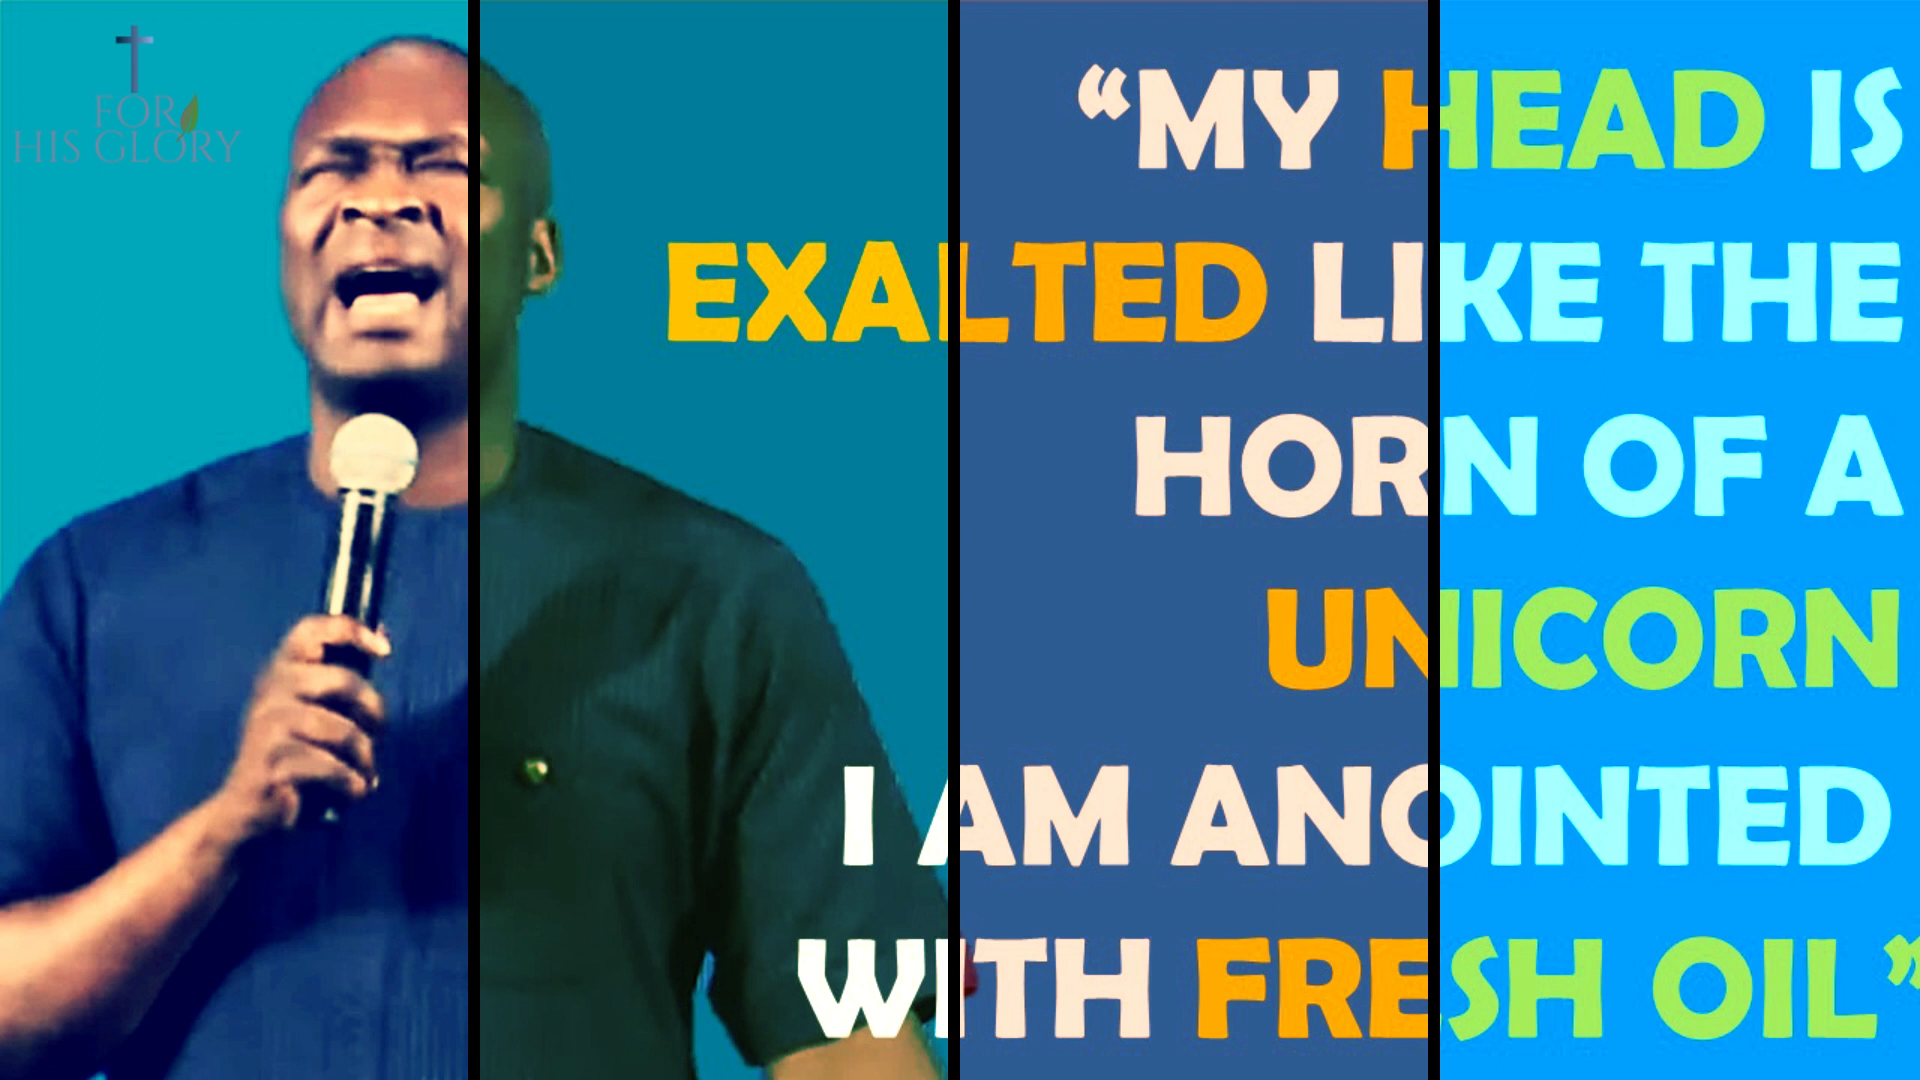 FOR
HIS GLORY
“MY HEAD IS
EXALTED LIKE THE
HORN OF A
UNICORN
I AM ANOINTED
WITH FRESH OIL”